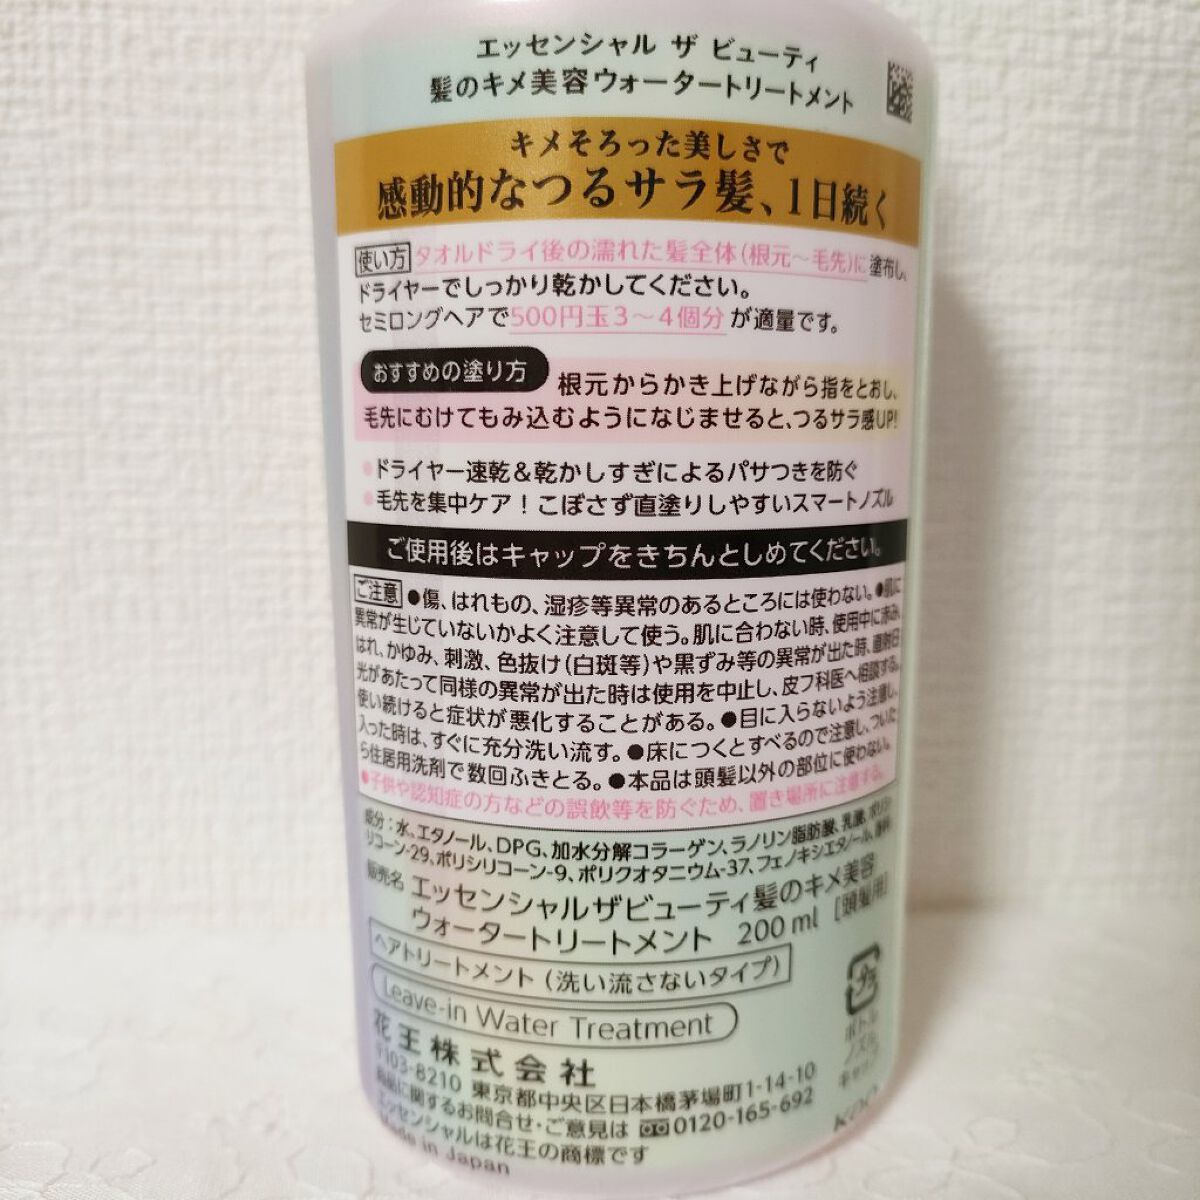 エッセンシャル ザ ビューティ
髪のキメ美容ウォータートリートメント
キメそろった美しさで
感動的なつるサラ髪、1日続く
使い方 タオルドライ後の濡れた髪全体(根元〜毛先)に塗布し、
ドライヤーでしっかり乾かしてください。
セミロングヘアで500円玉3〜4個分が適量です。
おすすめの塗り方 根元からかき上げながら指をとおし、
毛先にむけてもみ込むようになじませると、つるサラ感UP!
●ドライヤー速乾&乾かしすぎによるパサつきを防ぐ
●毛先を集中ケア!こぼさず直塗りしやすいスマートノズル
ご使用後はキャップをきちんとしめてください。
ご注意 ●傷、はれもの、湿疹等異常のあるところには使わない。●肌に
異常が生じていないかよく注意して使う。肌に合わない時、使用中に赤み、
はれ、かゆみ、刺激、色抜け(白斑等)や黒ずみ等の異常が出た時、直射日
光があたって同様の異常が出た時は使用を中止し、皮フ科医へ相談する。
使い続けると症状が悪化することがある。●目に入らないよう注意し、
入った時は、すぐに充分洗い流す。●床につくとすべるので注意し、ついた
ら住居用洗剤で数回ふきとる。●本品は頭髪以外の部位に使わない。
●子供や認知症の方などの誤飲等を防ぐため、置き場所に注意する。
成分:水、エタノール、DPG、加水分解コラーゲン、ラノリン脂肪酸、乳酸、ポリシ
リコーン-29、ポリシリコーン-9、ポリクオタニウム-37、フェノキシエタノール、香料
販売名 エッセンシャルザビューティ髪のキメ美容
ウォータートリートメント 200ml [頭髪用]
ヘアトリートメント(洗い流さないタイプ)
Leave-in Water Treatment
プラ
ボトル
ノズル
キャップ
花王株式会社
〒103-8210 東京都中央区日本橋茅場町1-14-10
商品に関するお問合せ・ご意見は 0120-165-692
エッセンシャルは花王の商標です
Made in Japan